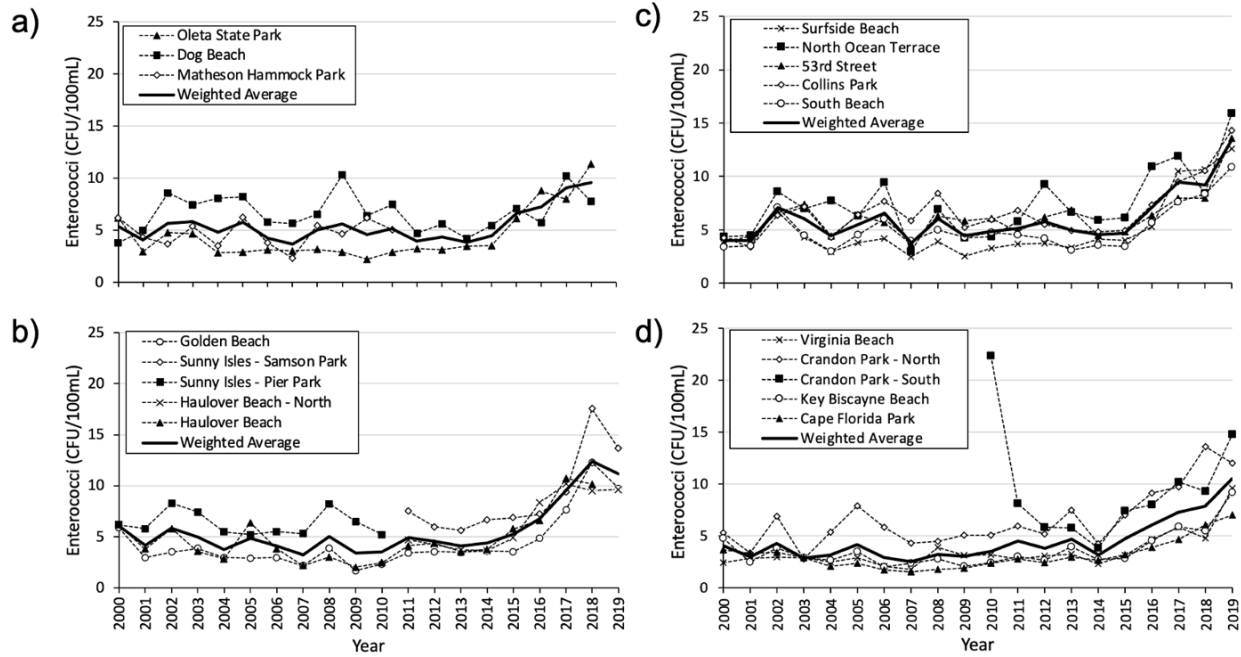 a)
Enterococci (CFU/100mL)
25
20
15
10
5
0
Oleta State Park
Dog Beach
Matheson Hammock Park
Weighted Average
c)
Enterococci (CFU/100mL)
25
20
15
10
5
0
Surfside Beach
North Ocean Terrace
53rd Street
Collins Park
South Beach
Weighted Average
b)
Enterococci (CFU/100mL)
25
20
15
10
5
0
Golden Beach
Sunny Isles - Samson Park
Sunny Isles - Pier Park
Haulover Beach - North
Haulover Beach
Weighted Average
2000 2001 2002 2003 2004 2005 2006 2007 2008 2009 2010 2011 2012 2013 2014 2015 2016 2017 2018 2019
Year
d)
Enterococci (CFU/100mL)
25
20
15
10
5
0
Virginia Beach
Crandon Park - North
Crandon Park - South
Key Biscayne Beach
Cape Florida Park
Weighted Average
2000 2001 2002 2003 2004 2005 2006 2007 2008 2009 2010 2011 2012 2013 2014 2015 2016 2017 2018 2019
Year